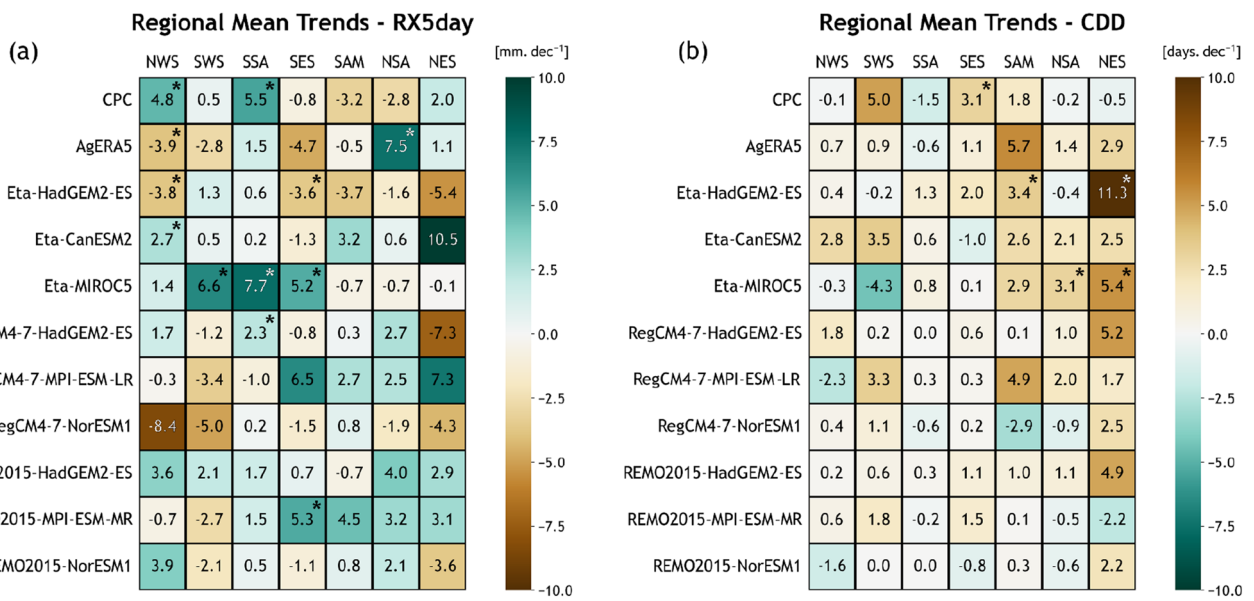 Regional Mean Trends - RX5day
(a)
[mm. dec⁻¹]
NWS SWS SSA SES SAM NSA NES
CPC 4.8* 0.5 5.5* -0.8 -3.2 -2.8 2.0
AgERA5 -3.9* -2.8 1.5 -4.7 -0.5 7.5* 1.1
Eta-HadGEM2-ES -3.8* 1.3 0.6 -3.6* -3.7 -1.6 -5.4
Eta-CanESM2 2.7* 0.5 0.2 -1.3 3.2 0.6 10.5
Eta-MIROC5 1.4 6.6* 7.7* 5.2* -0.7 -0.7 -0.1
M4-7-HadGEM2-ES 1.7 -1.2 2.3* -0.8 0.3 2.7 -7.3
CM4-7-MPI-ESM-LR -0.3 -3.4 -1.0 6.5 2.7 2.5 7.3
egCM4-7-NorESM1 -8.4 -5.0 0.2 -1.5 0.8 -1.9 -4.3
2015-HadGEM2-ES 3.6 2.1 1.7 0.7 -0.7 4.0 2.9
2015-MPI-ESM-MR -0.7 -2.7 1.5 5.3* 4.5 3.2 3.1
EMO2015-NorESM1 3.9 -2.1 0.5 -1.1 0.8 2.1 -3.6
10.0
7.5
5.0
2.5
0.0
−2.5
−5.0
−7.5
−10.0
Regional Mean Trends - CDD
(b)
[days. dec⁻¹]
NWS SWS SSA SES SAM NSA NES
CPC -0.1 5.0 -1.5 3.1* 1.8 -0.2 -0.5
AgERA5 0.7 0.9 -0.6 1.1 5.7 1.4 2.9
Eta-HadGEM2-ES 0.4 -0.2 1.3 2.0 3.4* -0.4 11.3*
Eta-CanESM2 2.8 3.5 0.6 -1.0 2.6 2.1 2.5
Eta-MIROC5 -0.3 -4.3 0.8 0.1 2.9 3.1* 5.4*
RegCM4-7-HadGEM2-ES 1.8 0.2 0.0 0.6 0.1 1.0 5.2
RegCM4-7-MPI-ESM-LR -2.3 3.3 0.3 0.3 4.9 2.0 1.7
RegCM4-7-NorESM1 0.4 1.1 -0.6 0.2 -2.9 -0.9 2.5
REMO2015-HadGEM2-ES 0.2 0.6 0.3 1.1 1.0 1.1 4.9
REMO2015-MPI-ESM-MR 0.6 1.8 -0.2 1.5 0.1 -0.5 -2.2
REMO2015-NorESM1 -1.6 0.0 0.0 -0.8 0.3 -0.6 2.2
10.0
7.5
5.0
2.5
0.0
−2.5
−5.0
−7.5
−10.0